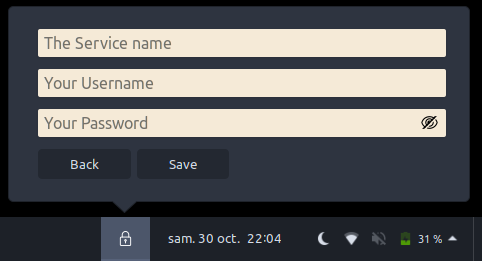 The Service name
Your Username
Your Password
Back Save
sam. 30 oct. 22:04 31 %